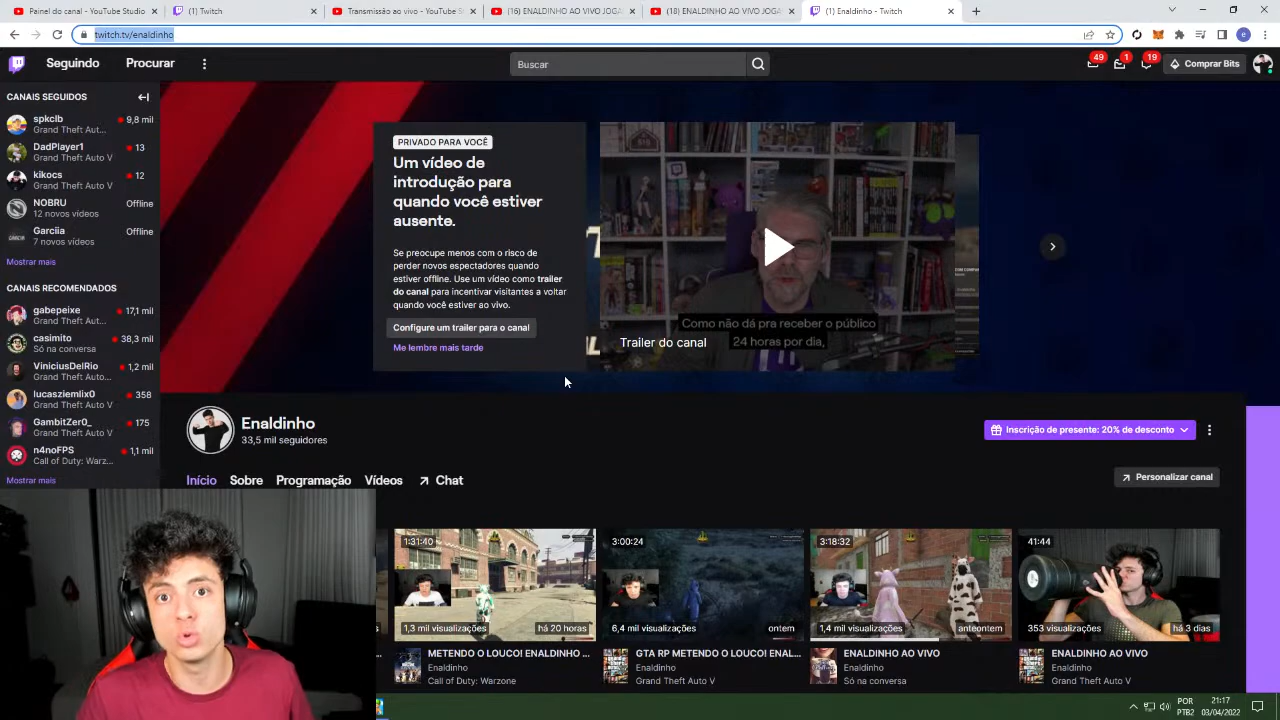 Painel do canal - YouTube Studio
(1) Twitch
Transmissão ao vivo - YouTube S
(16) ENALDINHO AO VIVO JOGA
(18) ENALDINHO AO VIVO JOGA
(1) Enaldinho - Twitch
twitch.tv/enaldinho
Seguindo
Procurar
Buscar
49
1
19
Comprar Bits
CANAIS SEGUIDOS
spkclb
9,8 mil
Grand Theft Aut...
DadPlayer1
13
Grand Theft Auto V
kikocs
12
Grand Theft Auto V
NOBRU
Offline
12 novos vídeos
Garciia
Offline
7 novos vídeos
Mostrar mais
CANAIS RECOMENDADOS
gabepeixe
17,1 mil
Grand Theft Aut...
casimito
38,3 mil
Só na conversa
ViniciusDelRio
1,2 mil
Grand Theft Aut...
lucasziemlix0
358
Grand Theft Auto V
GambitZer0_
175
Grand Theft Auto V
n4noFPS
1,1 mil
Call of Duty: Warz...
Mostrar mais
PRIVADO PARA VOCÊ
Um vídeo de
introdução para
quando você estiver
ausente.
Se preocupe menos com o risco de
perder novos espectadores quando
estiver offline. Use um vídeo como trailer
do canal para incentivar visitantes a voltar
quando você estiver ao vivo.
Configure um trailer para o canal
Me lembre mais tarde
Como não dá pra receber o público
24 horas por dia,
Trailer do canal
Enaldinho
33,5 mil seguidores
Inscrição de presente: 20% de desconto
Início
Sobre
Programação
Vídeos
Chat
Personalizar canal
1:31:40
1,3 mil visualizações
há 20 horas
METENDO O LOUCO! ENALDINHO ...
Enaldinho
Call of Duty: Warzone
3:00:24
6,4 mil visualizações
ontem
GTA RP METENDO O LOUCO! ENAL...
Enaldinho
Grand Theft Auto V
3:18:32
1,4 mil visualizações
anteontem
ENALDINHO AO VIVO
Enaldinho
Só na conversa
41:44
353 visualizações
há 3 dias
ENALDINHO AO VIVO
Enaldinho
Grand Theft Auto V
POR
PTB2
21:17
03/04/2022